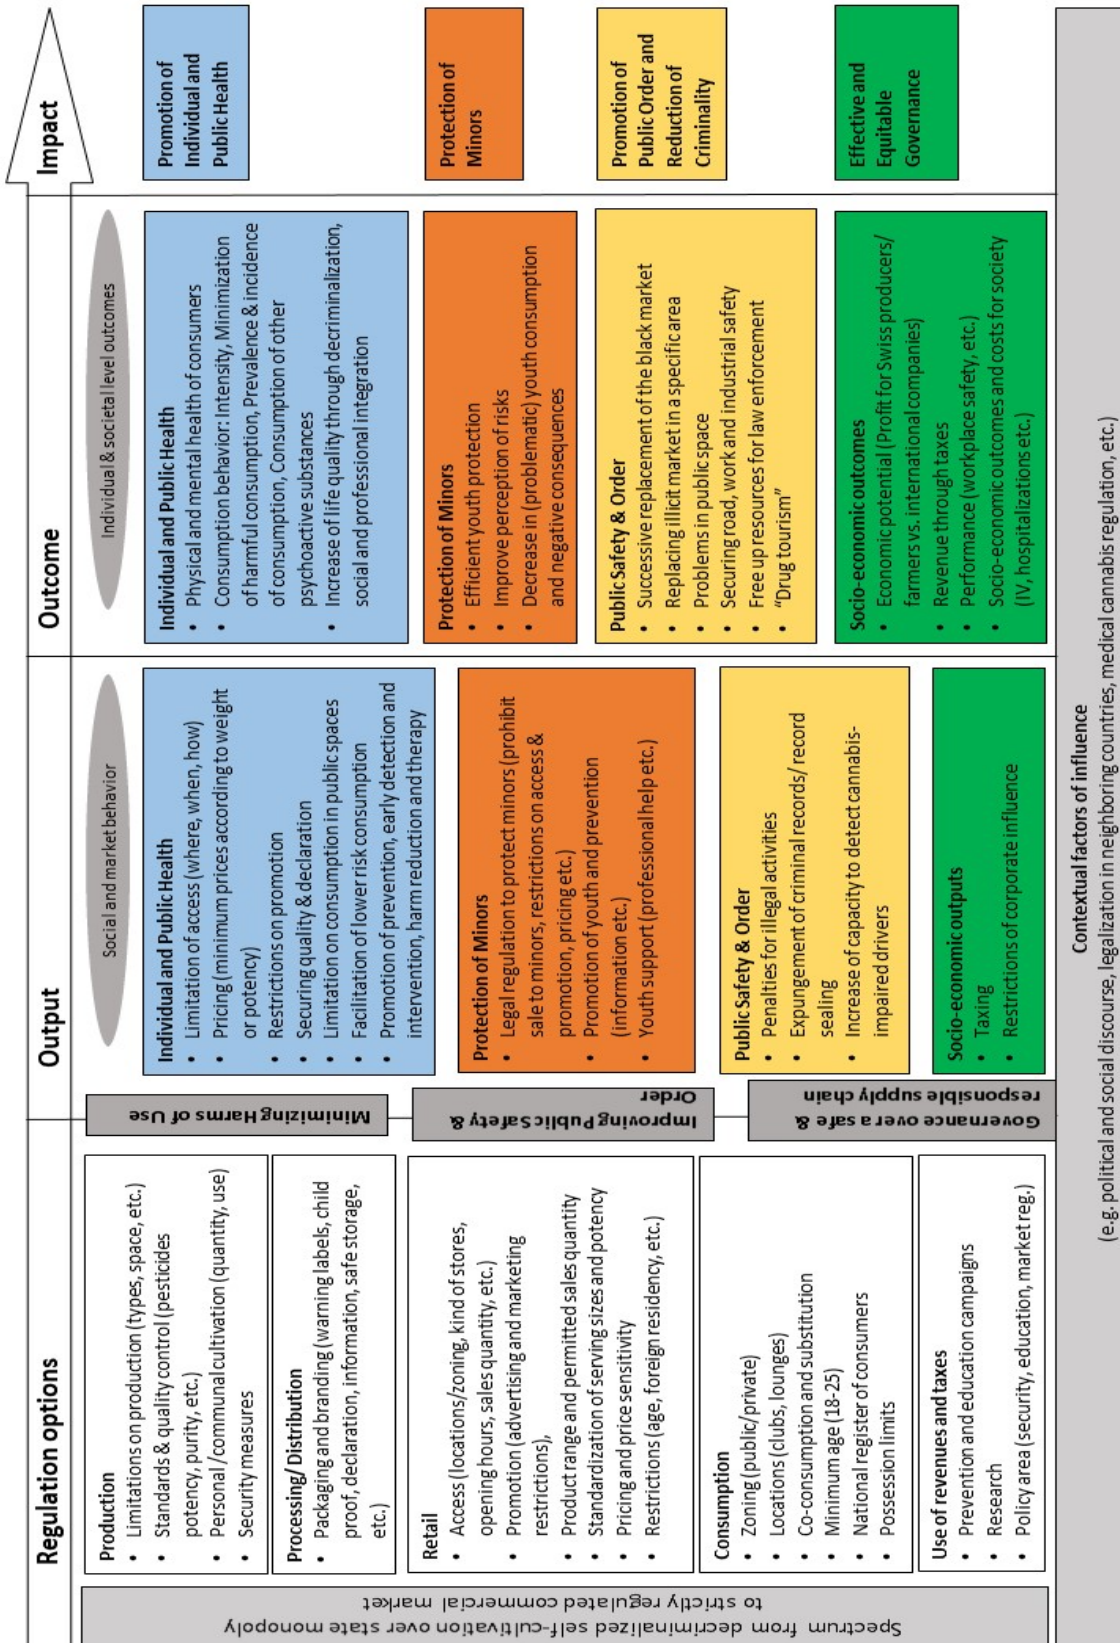 Regulation options
Output
Outcome
Impact
Spectrum from decriminalized self-cultivation over state monopoly
to strictly regulated commercial market
Production
• Limitations on production (types, space, etc.)
• Standards & quality control (pesticides
potency, purity, etc.)
• Personal /communal cultivation (quantity, use)
• Security measures
Processing/ Distribution
• Packaging and branding (warning labels, child
proof, declaration, information, safe storage,
etc.)
Retail
• Access (locations/zoning, kind of stores,
opening hours, sales quantity, etc.)
• Promotion (advertising and marketing
restrictions),
• Product range and permitted sales quantity
• Standardization of serving sizes and potency
• Pricing and price sensitivity
• Restrictions (age, foreign residency, etc.)
Consumption
• Zoning (public/private)
• Locations (clubs, lounges)
• Co-consumption and substitution
• Minimum age (18-25)
• National register of consumers
• Possession limits
Use of revenues and taxes
• Prevention and education campaigns
• Research
• Policy area (security, education, market reg.)
Minimizing Harms of Use
Improving Public Safety &
Order
Governance over a safe &
responsible supply chain
Social and market behavior
Individual and Public Health
• Limitation of access (where, when, how)
• Pricing (minimum prices according to weight
or potency)
• Restrictions on promotion
• Securing quality & declaration
• Limitation on consumption in public spaces
• Facilitation of lower risk consumption
• Promotion of prevention, early detection and
intervention, harm reduction and therapy
Protection of Minors
• Legal regulation to protect minors (prohibit
sale to minors, restrictions on access &
promotion, pricing etc.)
• Promotion of youth and prevention
(information etc.)
• Youth support (professional help etc.)
Public Safety & Order
• Penalties for illegal activities
• Expungement of criminal records/ record
sealing
• Increase of capacity to detect cannabis-
impaired drivers
Socio-economic outputs
• Taxing
• Restrictions of corporate influence
Individual & societal level outcomes
Individual and Public Health
• Physical and mental health of consumers
• Consumption behavior: Intensity, Minimization
of harmful consumption, Prevalence & incidence
of consumption, Consumption of other
psychoactive substances
• Increase of life quality through decriminalization,
social and professional integration
Protection of Minors
• Efficient youth protection
• Improve perception of risks
• Decrease in (problematic) youth consumption
and negative consequences
Public Safety & Order
• Successive replacement of the black market
• Replacing illicit market in a specific area
• Problems in public space
• Securing road, work and industrial safety
• Free up resources for law enforcement
• “Drug tourism”
Socio-economic outcomes
• Economic potential (Profit for Swiss producers/
farmers vs. international companies)
• Revenue through taxes
• Performance (workplace safety, etc.)
• Socio-economic outcomes and costs for society
(IV, hospitalizations etc.)
Promotion of
Individual and
Public Health
Protection of
Minors
Promotion of
Public Order and
Reduction of
Criminality
Effective and
Equitable
Governance
Contextual factors of influence
(e.g. political and social discourse, legalization in neighboring countries, medical cannabis regulation, etc.)